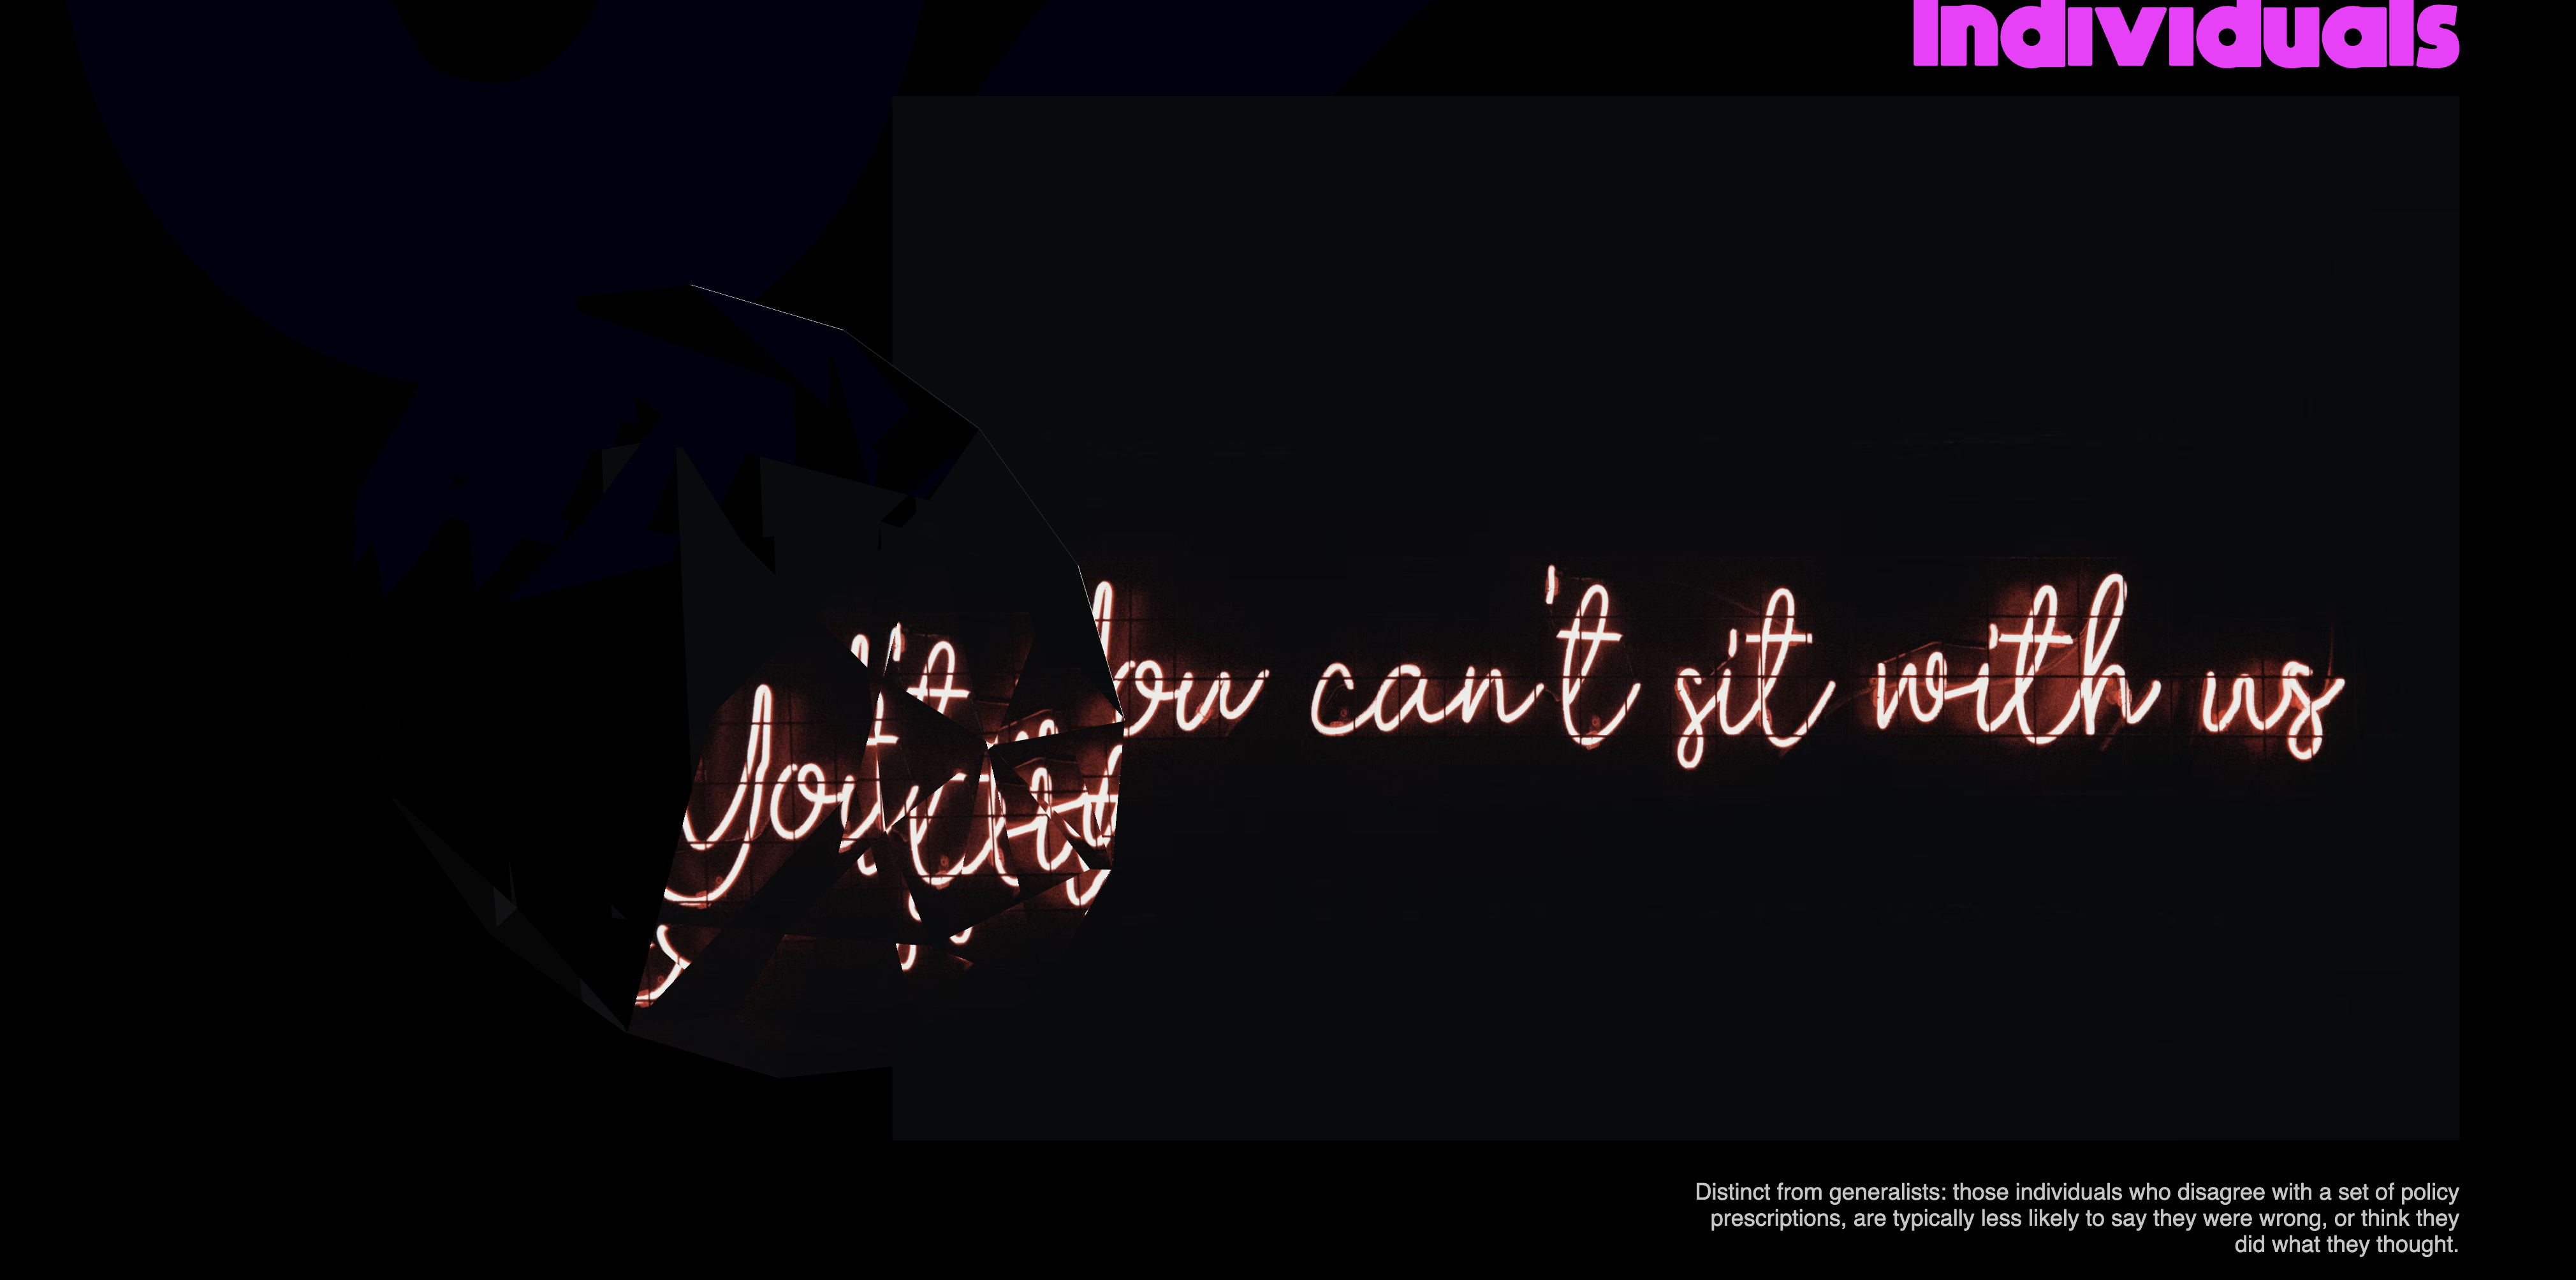 Individuals
You can't sit with us
Distinct from generalists: those individuals who disagree with a set of policy
prescriptions, are typically less likely to say they were wrong, or think they
did what they thought.